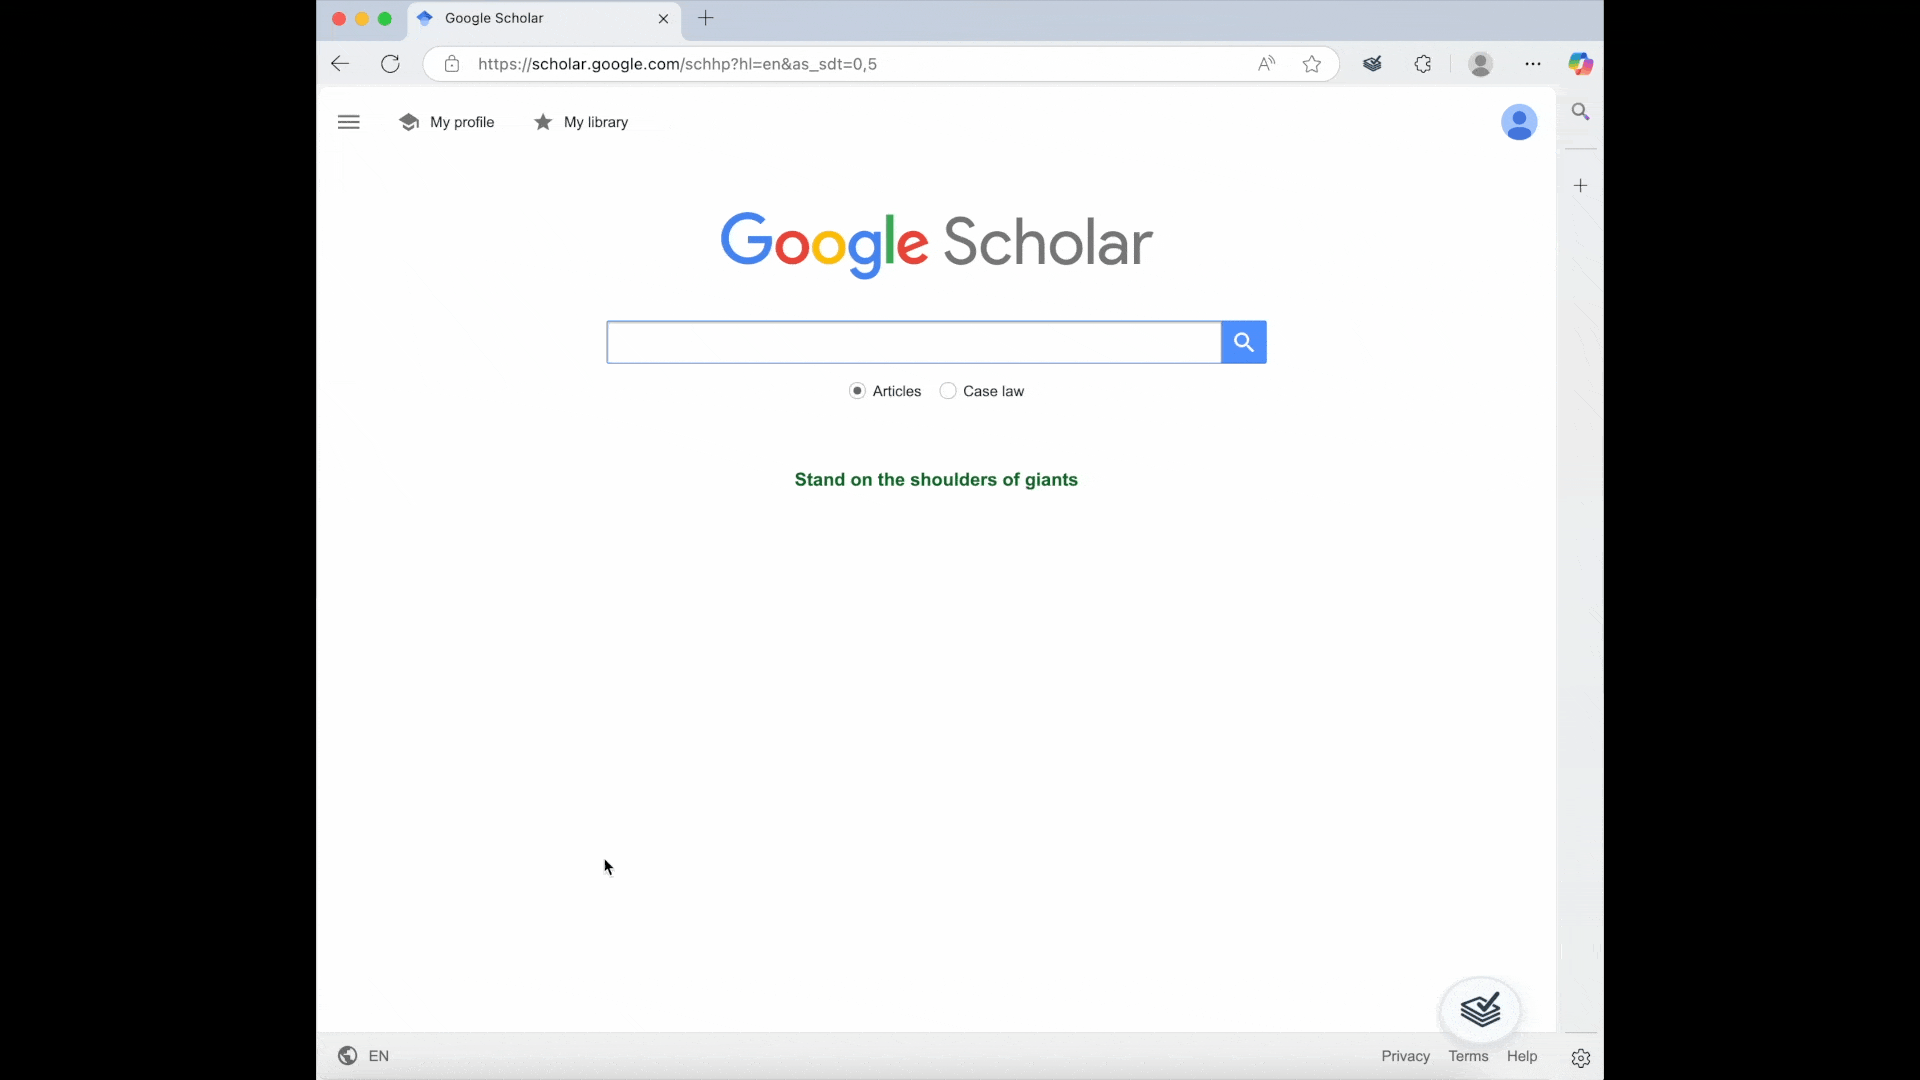 Google Scholar
https://scholar.google.com/schhp?hl=en&as_sdt=0,5
My profile
My library
Google Scholar
Articles
Case law
Stand on the shoulders of giants
EN
Privacy
Terms
Help